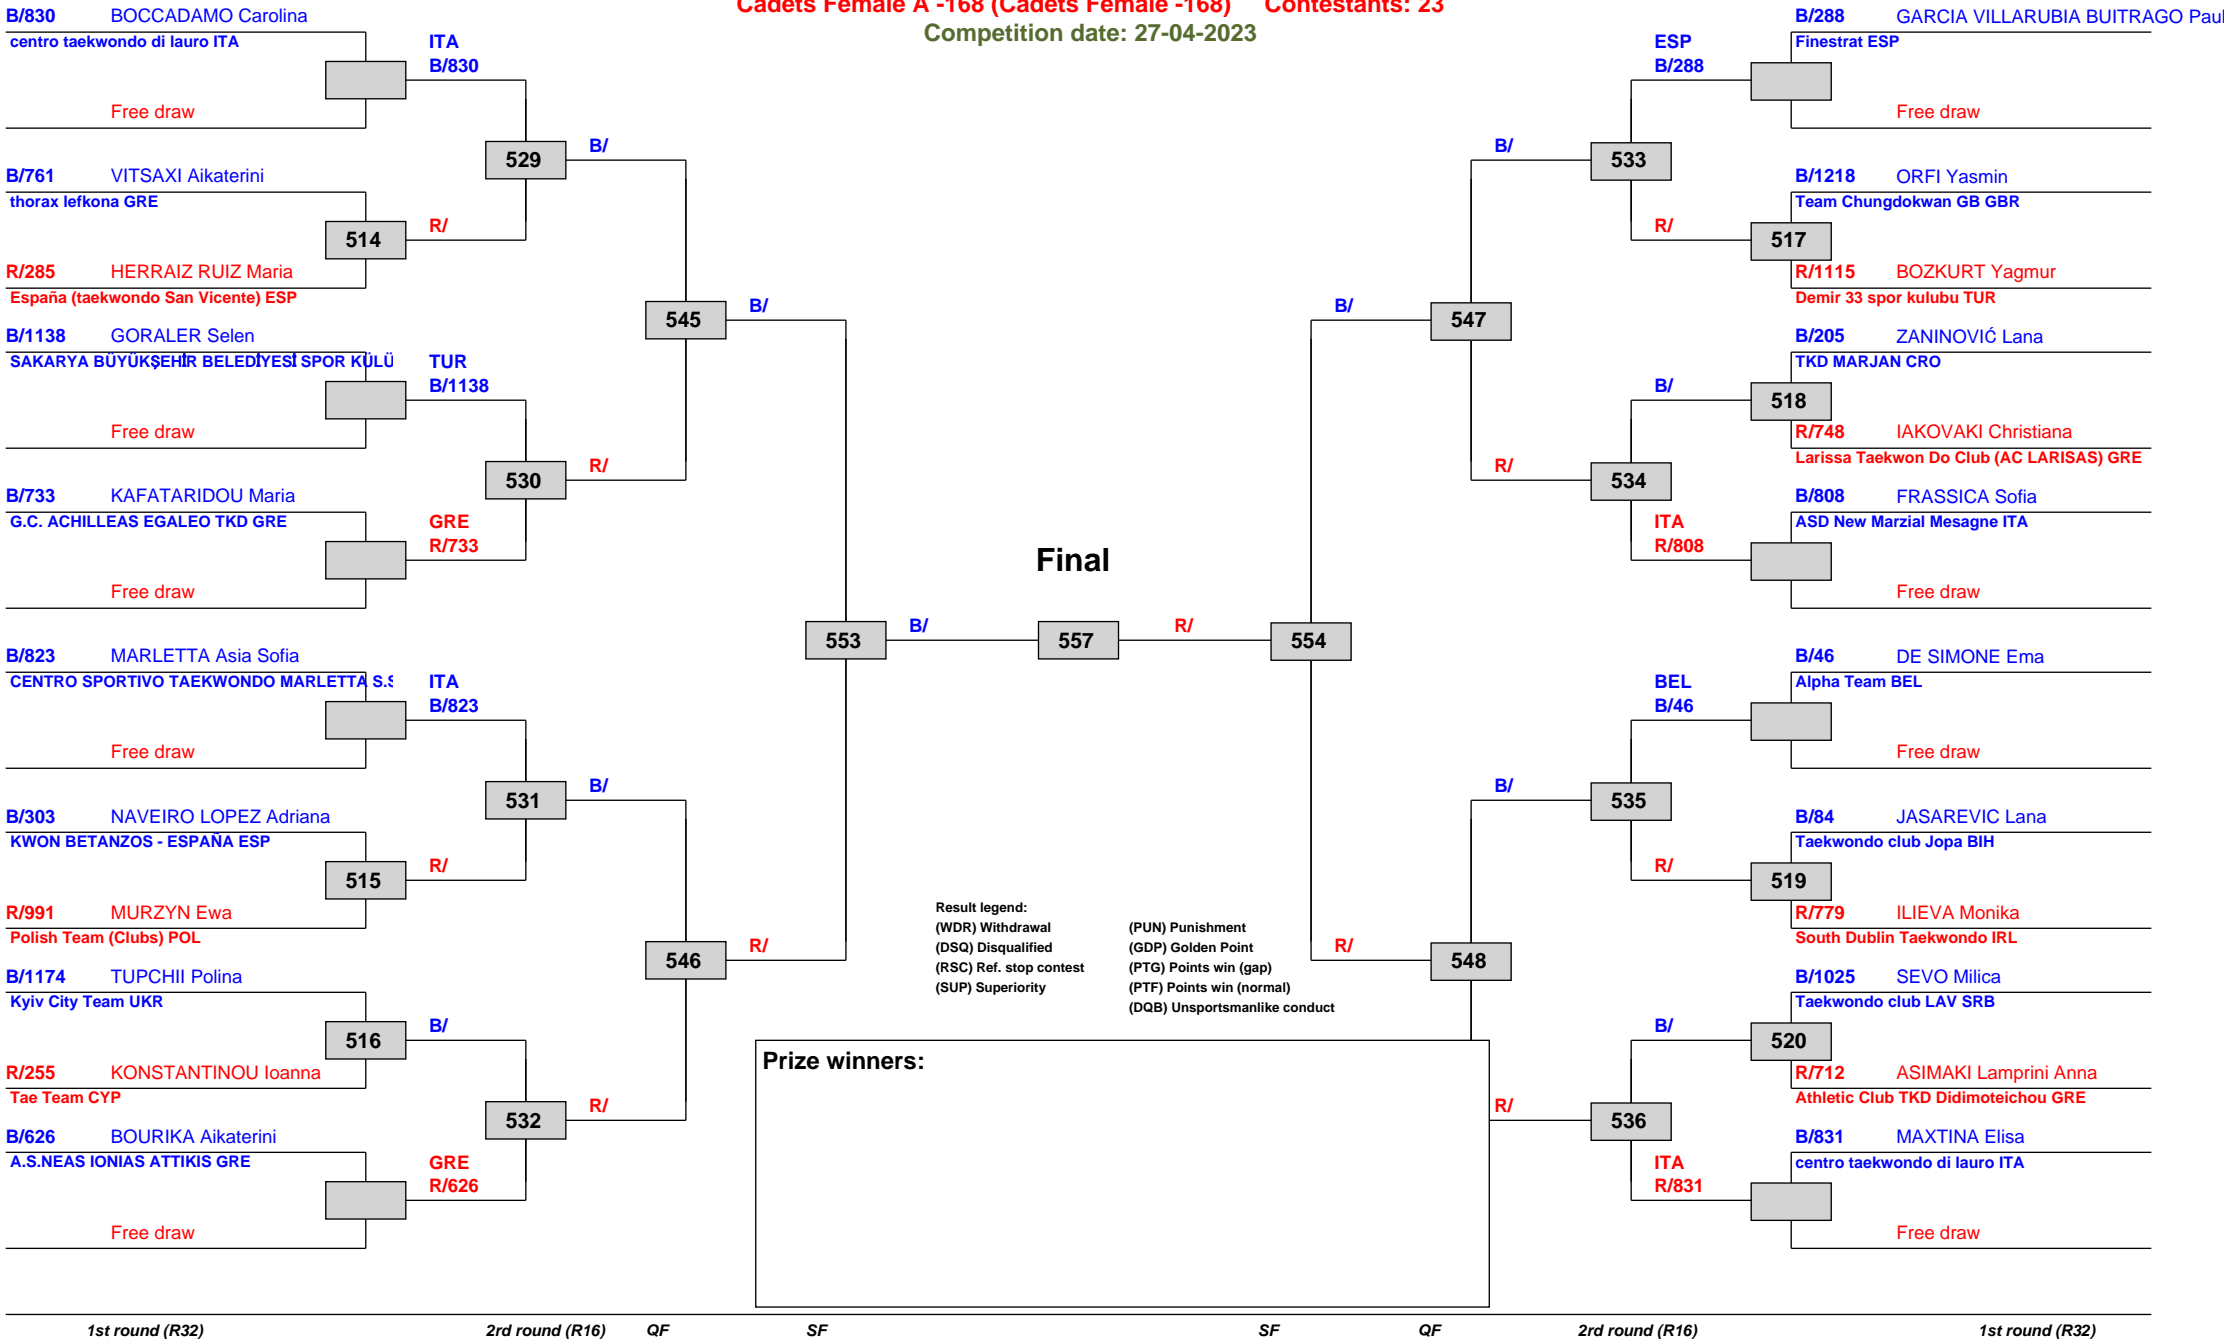 Cadets Female A -168 (Cadets Female -168) Contestants: 23
Competition date: 27-04-2023
B/830 BOCCADAMO Carolina
centro taekwondo di lauro ITA
Free draw
ITA
B/830
B/761 VITSAXI Aikaterini
thorax lefkona GRE
514
R/
R/285 HERRAIZ RUIZ Maria
España (taekwondo San Vicente) ESP
529
B/
B/1138 GORALER Selen
SAKARYA BÜYÜKŞEHİR BELEDİYESİ SPOR KULÜ
Free draw
TUR
B/1138
530
R/
B/733 KAFATARIDOU Maria
G.C. ACHILLEAS EGALEO TKD GRE
Free draw
GRE
R/733
545
B/
B/823 MARLETTA Asia Sofia
CENTRO SPORTIVO TAEKWONDO MARLETTA S.S
Free draw
ITA
B/823
531
B/
B/303 NAVEIRO LOPEZ Adriana
KWON BETANZOS - ESPAÑA ESP
515
R/
R/991 MURZYN Ewa
Polish Team (Clubs) POL
546
R/
B/1174 TUPCHII Polina
Kyiv City Team UKR
516
B/
R/255 KONSTANTINOU Ioanna
Tae Team CYP
532
R/
B/626 BOURIKA Aikaterini
A.S.NEAS IONIAS ATTIKIS GRE
Free draw
GRE
R/626
553
B/
Final
557
R/
554
B/288 GARCIA VILLARUBIA BUITRAGO Paul
Finestrat ESP
Free draw
ESP
B/288
533
B/
B/1218 ORFI Yasmin
Team Chungdokwan GB GBR
R/
517
R/1115 BOZKURT Yagmur
Demir 33 spor kulubu TUR
B/
547
B/205 ZANINOVIĆ Lana
TKD MARJAN CRO
B/
518
R/748 IAKOVAKI Christiana
Larissa Taekwon Do Club (AC LARISAS) GRE
R/
534
B/808 FRASSICA Sofia
ASD New Marzial Mesagne ITA
ITA
R/808
Free draw
B/46 DE SIMONE Ema
Alpha Team BEL
BEL
B/46
Free draw
B/
535
B/84 JASAREVIC Lana
Taekwondo club Jopa BIH
R/
519
R/779 ILIEVA Monika
South Dublin Taekwondo IRL
R/
548
B/1025 SEVO Milica
Taekwondo club LAV SRB
B/
520
R/712 ASIMAKI Lamprini Anna
Athletic Club TKD Didimoteichou GRE
R/
536
B/831 MAXTINA Elisa
centro taekwondo di lauro ITA
ITA
R/831
Free draw
Result legend:
(WDR) Withdrawal (PUN) Punishment
(DSQ) Disqualified (GDP) Golden Point
(RSC) Ref. stop contest (PTG) Points win (gap)
(SUP) Superiority (PTF) Points win (normal)
(DQB) Unsportsmanlike conduct
Prize winners:
1st round (R32) 2rd round (R16) QF SF SF QF 2rd round (R16) 1st round (R32)